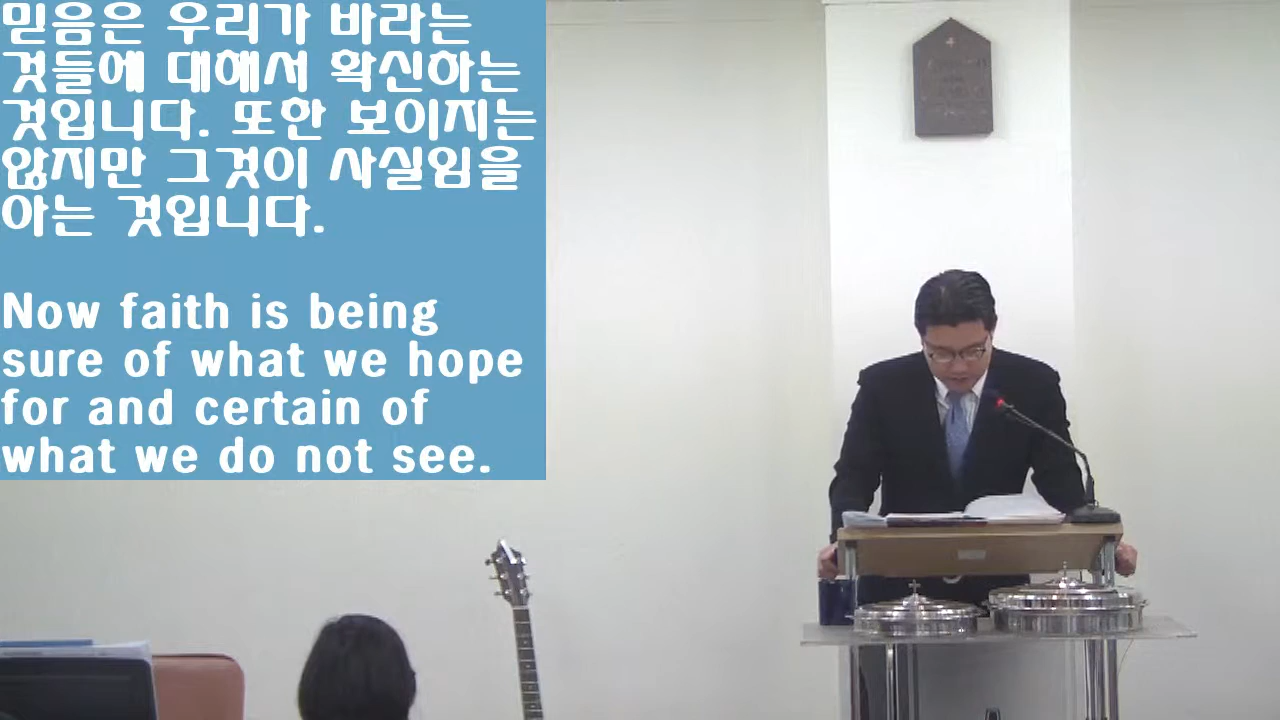 믿음은 우리가 바라는
것들에 대해서 확신하는
것입니다. 또한 보이지는
않지만 그것이 사실임을
아는 것입니다.
Now faith is being
sure of what we hope
for and certain of
what we do not see.